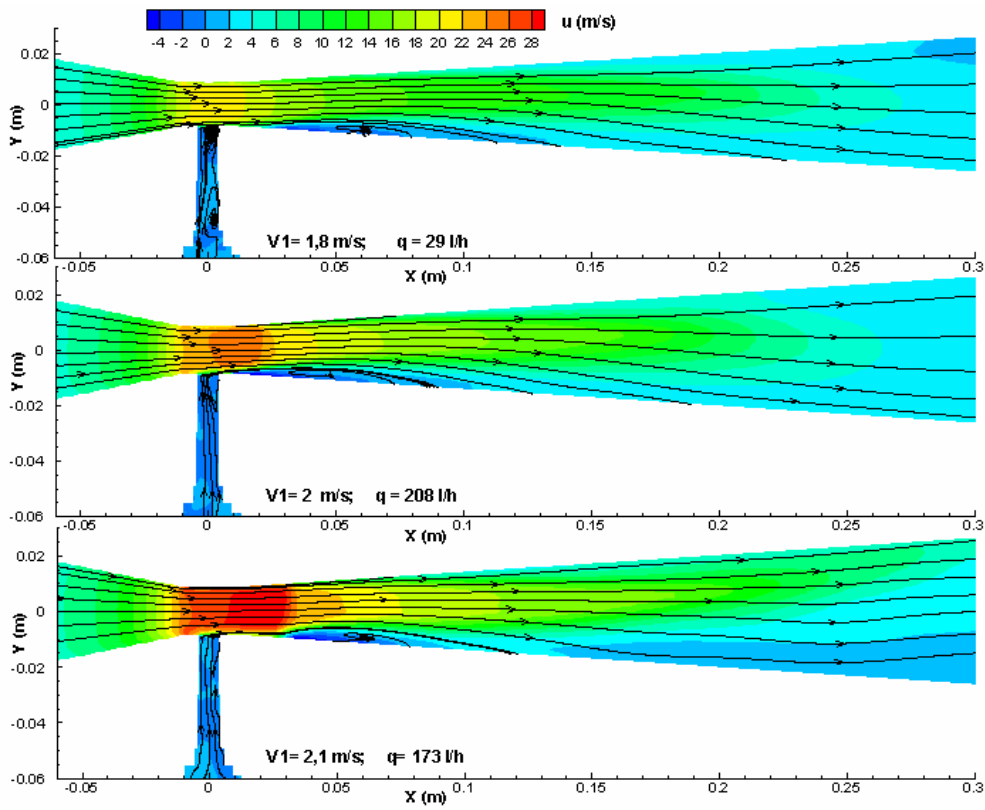 u (m/s)
-4 -2 0 2 4 6 8 10 12 14 16 18 20 22 24 26 28
Y (m)
0.02
0
-0.02
-0.04
-0.06
V1= 1,8 m/s; q = 29 l/h
-0.05 0 0.05 0.1 0.15 0.2 0.25 0.3
X (m)
Y (m)
0.02
0
-0.02
-0.04
-0.06
V1= 2 m/s; q = 208 l/h
-0.05 0 0.05 0.1 0.15 0.2 0.25 0.3
X (m)
Y (m)
0.02
0
-0.02
-0.04
-0.06
V1= 2,1 m/s; q= 173 l/h
-0.05 0 0.05 0.1 0.15 0.2 0.25 0.3
X (m)